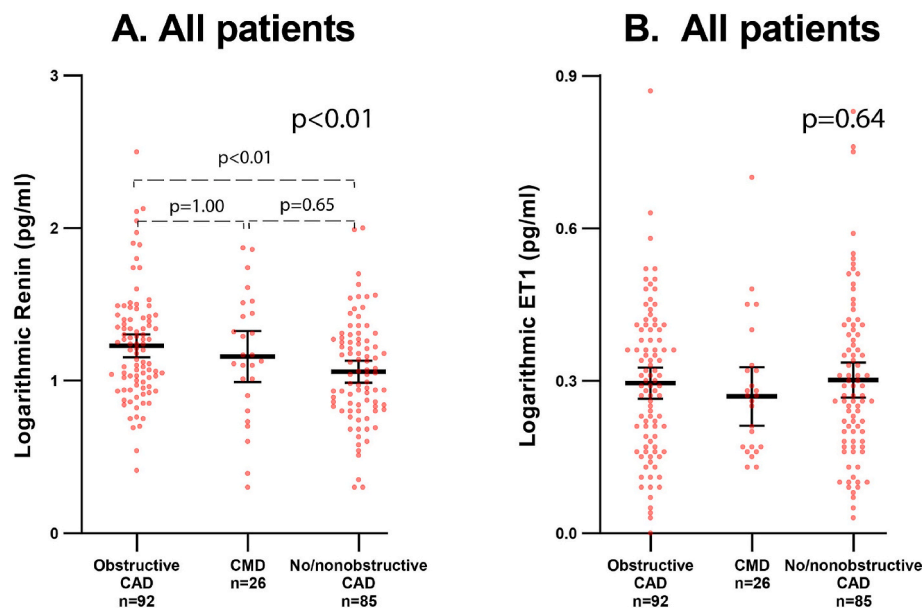 A. All patients
Logarithmic Renin (pg/ml)
3
2
1
0
p<0.01
p<0.01
p=1.00
p=0.65
Obstructive
CAD
n=92
CMD
n=26
No/nonobstructive
CAD
n=85
B. All patients
Logarithmic ET1 (pg/ml)
0.9
0.6
0.3
0.0
p=0.64
Obstructive
CAD
n=92
CMD
n=26
No/nonobstructive
CAD
n=85